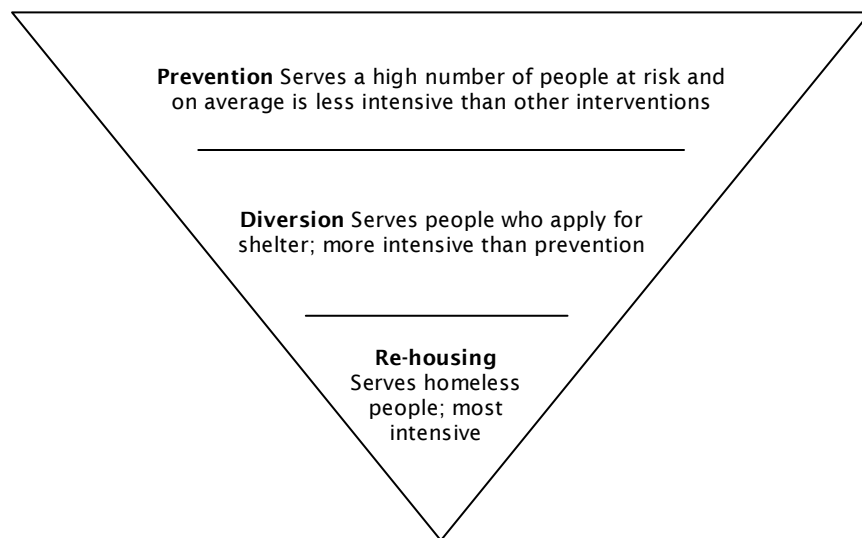 Prevention Serves a high number of people at risk and
on average is less intensive than other interventions
Diversion Serves people who apply for
shelter; more intensive than prevention
Re-housing
Serves homeless
people; most
intensive